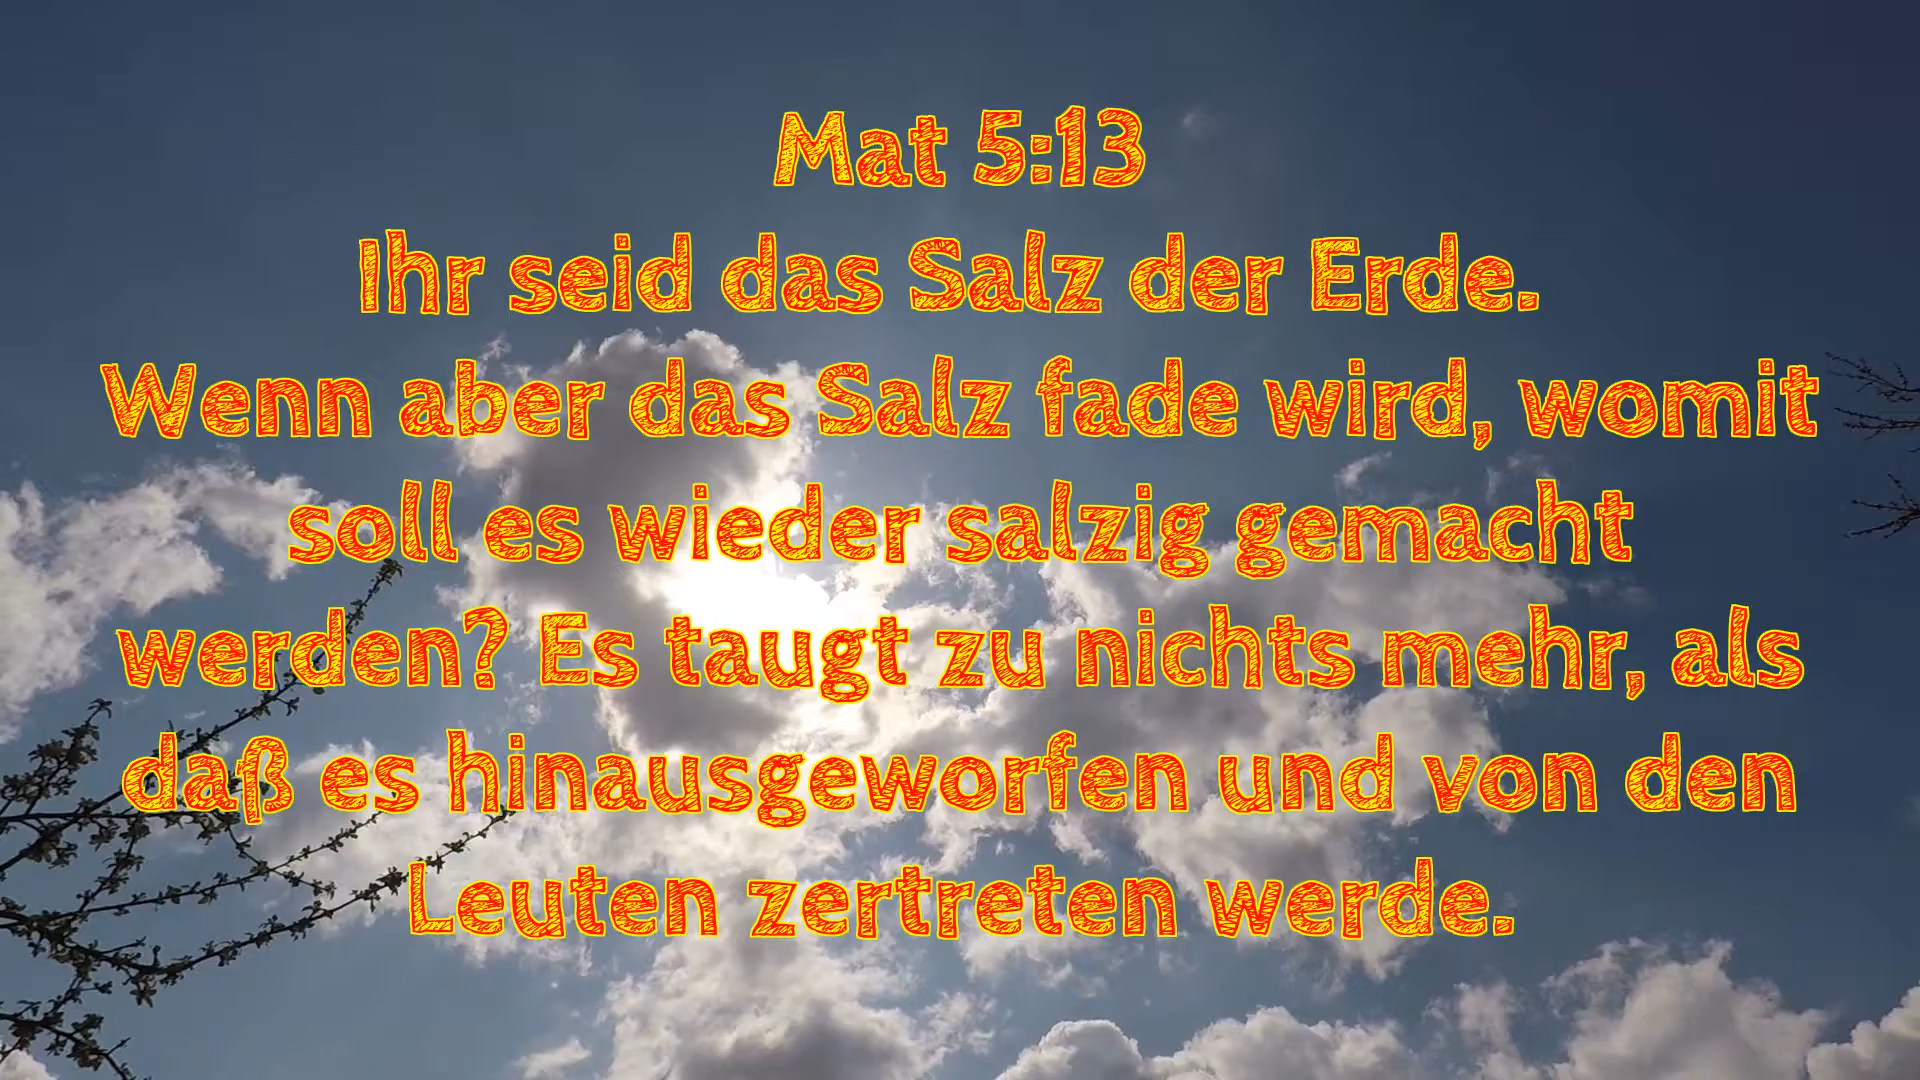 Mat 5:13
Ihr seid das Salz der Erde.
Wenn aber das Salz fade wird, womit
soll es wieder salzig gemacht
werden? Es taugt zu nichts mehr, als
daß es hinausgeworfen und von den
Leuten zertreten werde.